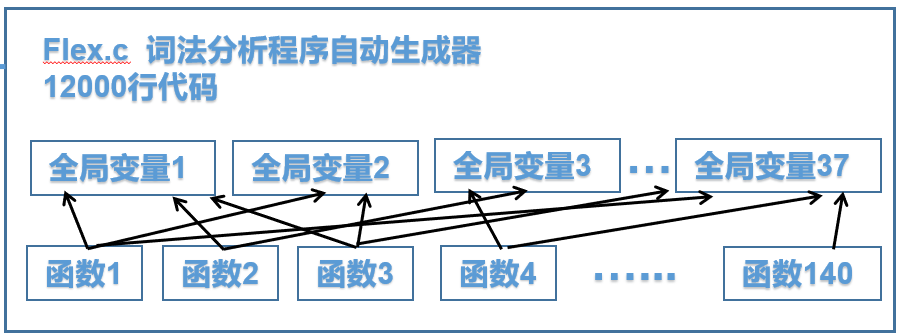 Flex.c 词法分析程序自动生成器
12000行代码
全局变量1 全局变量2 全局变量3 ... 全局变量37
函数1 函数2 函数3 函数4 ...... 函数140